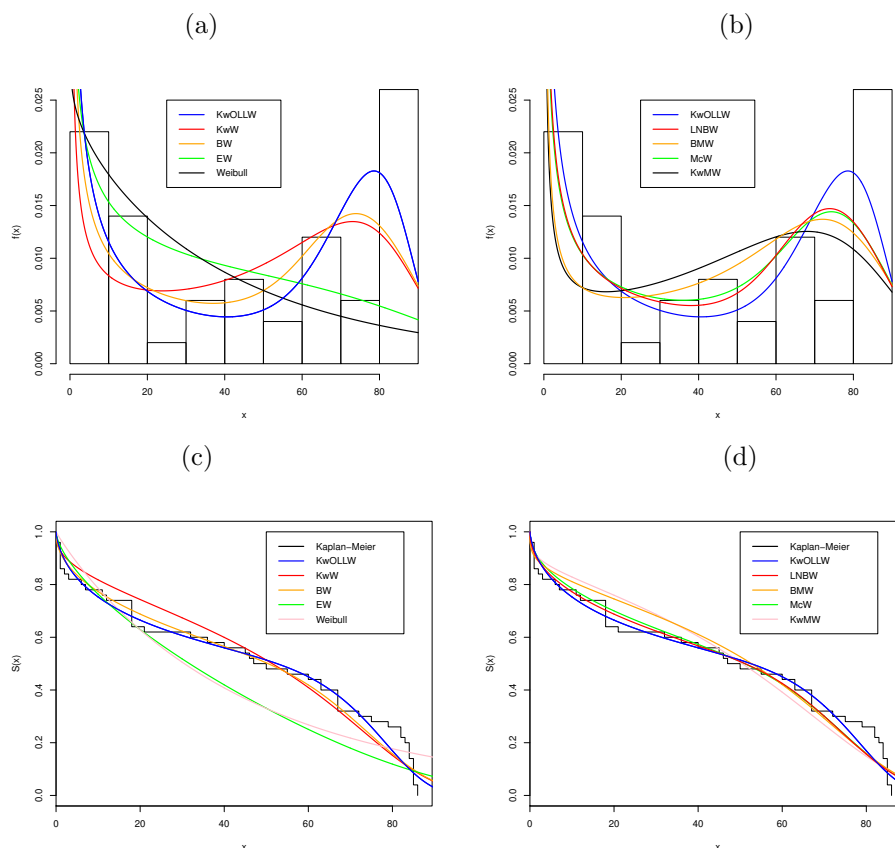 (a)
0.000 0.005 0.010 0.015 0.020 0.025
f(x)
KwOLLW
KwW
BW
EW
Weibull
0 20 40 60 80
x
(b)
0.000 0.005 0.010 0.015 0.020 0.025
f(x)
KwOLLW
LNBW
BMW
McW
KwMW
0 20 40 60 80
x
(c)
0.0 0.2 0.4 0.6 0.8 1.0
S(x)
Kaplan−Meier
KwOLLW
KwW
BW
EW
Weibull
0 20 40 60 80
x
(d)
0.0 0.2 0.4 0.6 0.8 1.0
S(x)
Kaplan−Meier
KwOLLW
LNBW
BMW
McW
KwMW
0 20 40 60 80
x